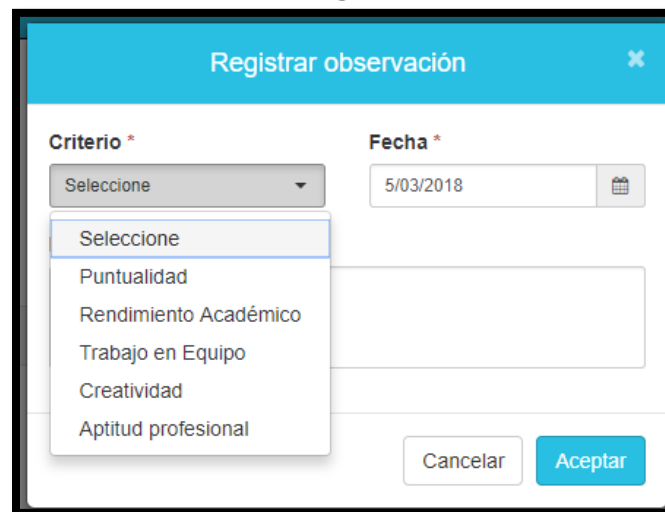 Registrar observación
Criterio *
Fecha *
Seleccione
5/03/2018
Seleccione
Puntualidad
Rendimiento Académico
Trabajo en Equipo
Creatividad
Aptitud profesional
Cancelar
Aceptar